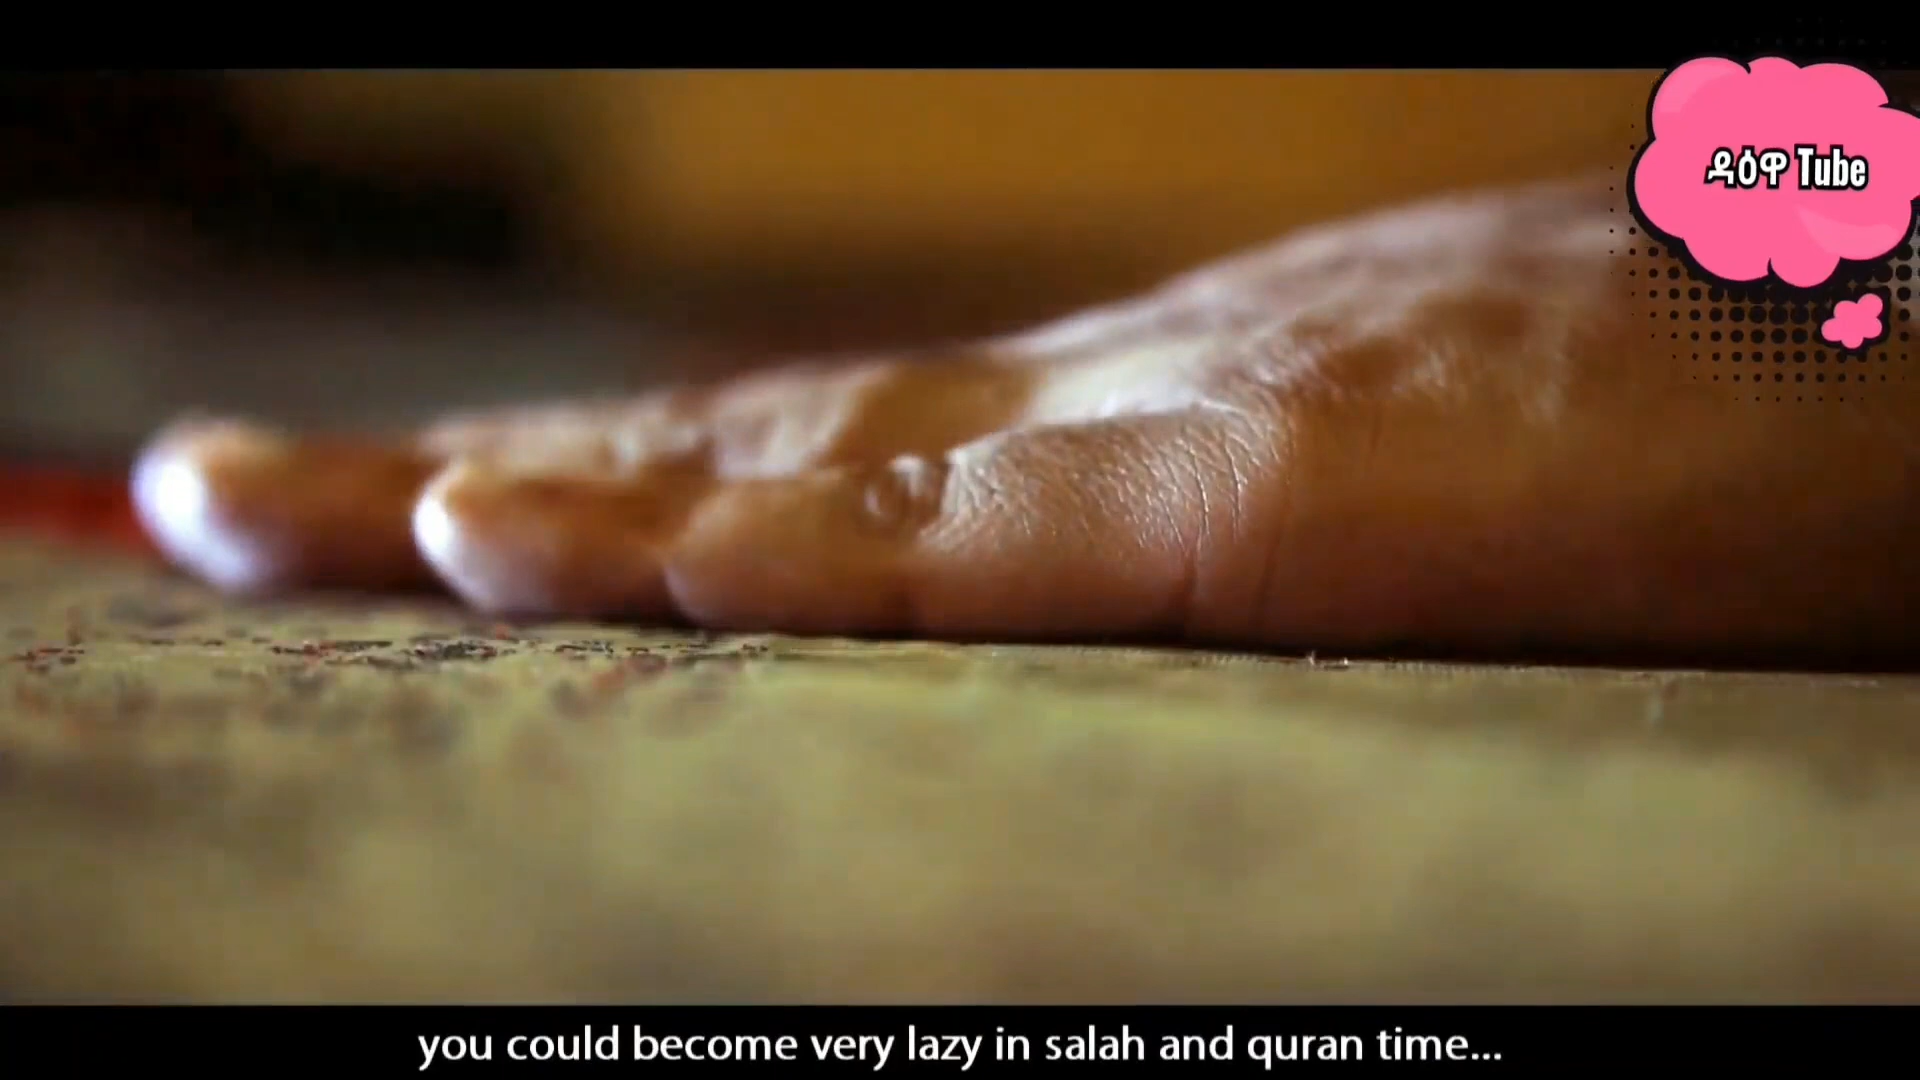 ዳዕዋ Tube
you could become very lazy in salah and quran time...